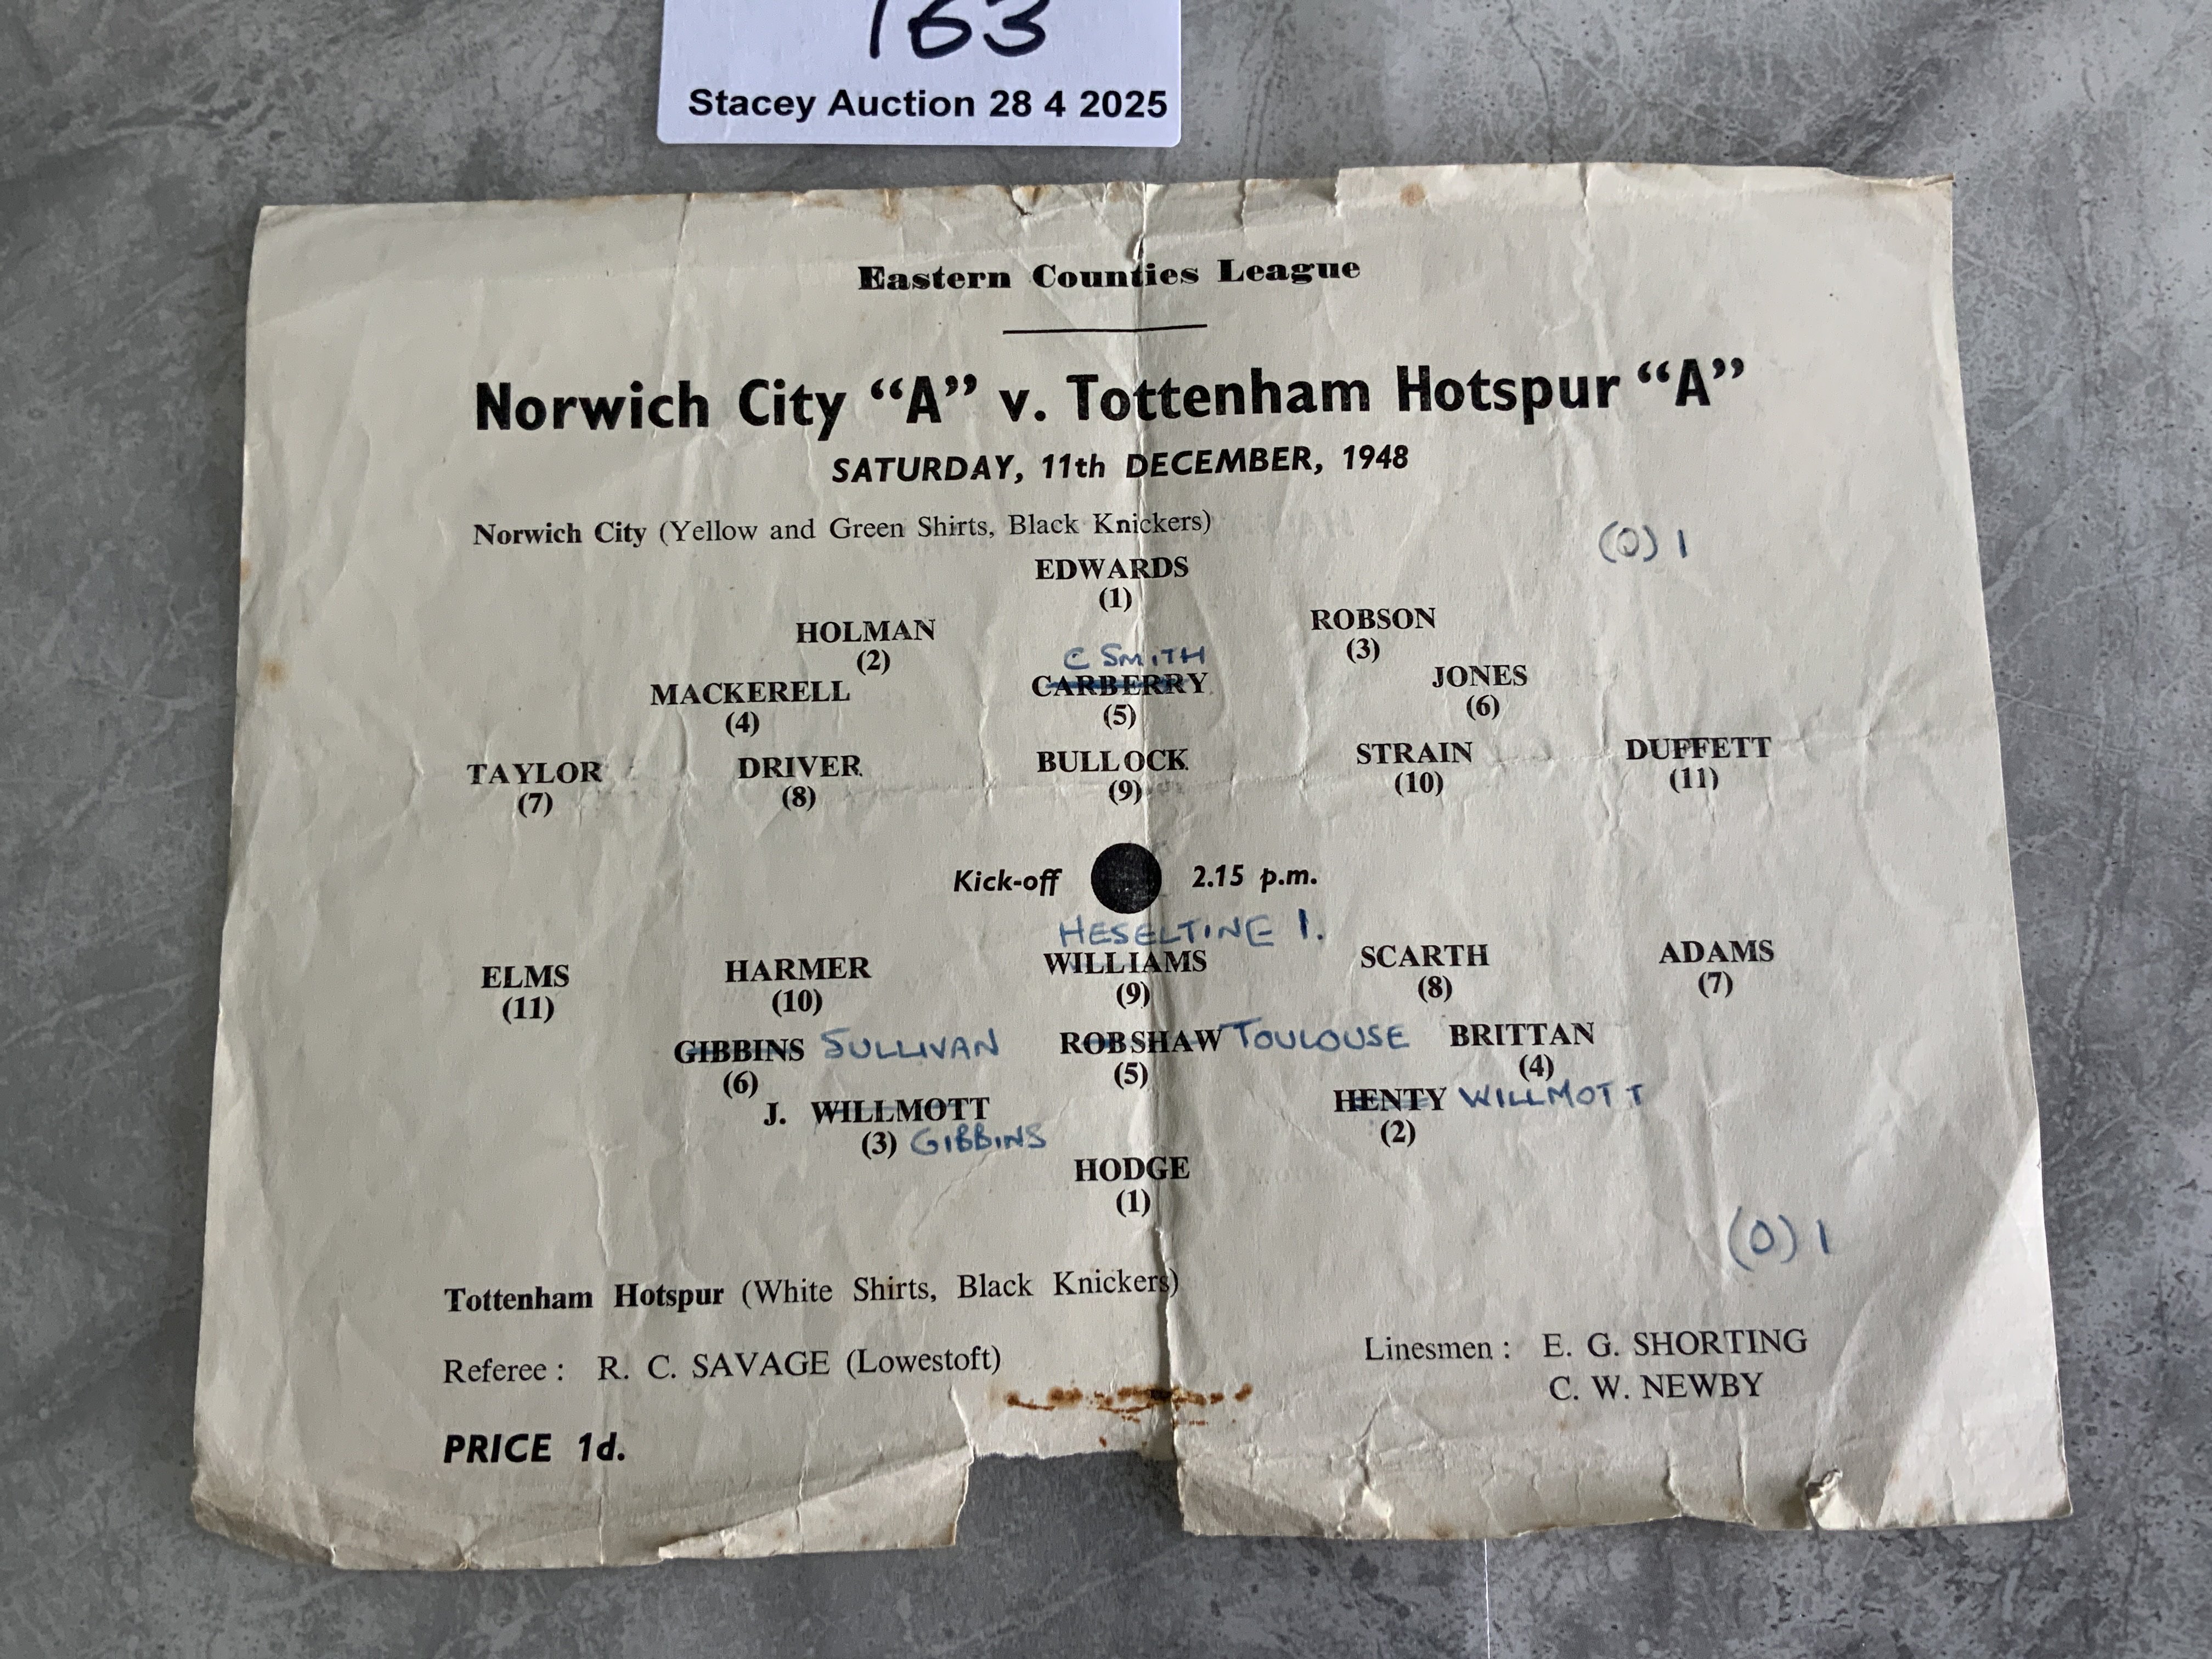 163
Stacey Auction 28 4 2025
Eastern Counties League
Norwich City “A” v. Tottenham Hotspur “A”
SATURDAY, 11th DECEMBER, 1948
Norwich City (Yellow and Green Shirts, Black Knickers)
(0) 1
EDWARDS
(1)
HOLMAN ROBSON
(2) (3)
C SMITH
MACKERELL CARBERRY JONES
(4) (5) (6)
TAYLOR DRIVER BULLOCK STRAIN DUFFETT
(7) (8) (9) (10) (11)
Kick-off 2.15 p.m.
HESELTINE 1.
ELMS HARMER WILLIAMS SCARTH ADAMS
(11) (10) (9) (8) (7)
GIBBINS SULLIVAN ROBSHAW TOULOUSE BRITTAN
(6) (5) (4)
J. WILLMOTT HENTY WILLMOTT
(3) GIBBINS (2)
HODGE
(1)
(0) 1
Tottenham Hotspur (White Shirts, Black Knickers)
Referee : R. C. SAVAGE (Lowestoft) Linesmen : E. G. SHORTING
C. W. NEWBY
PRICE 1d.